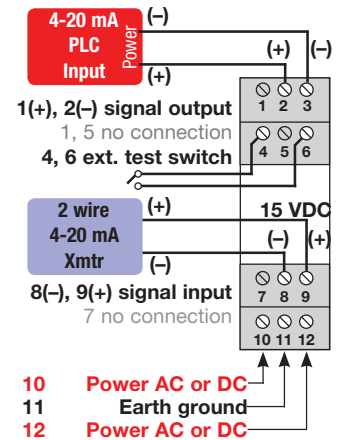 4-20 mA (–)
PLC Power (+) (–)
Input (+)
1 2 3
1(+), 2(–) signal output
1, 5 no connection
4, 6 ext. test switch
4 5 6
2 wire (+) 15 VDC
4-20 mA (–) (+)
Xmtr (–)
8(–), 9(+) signal input
7 8 9
7 no connection
10 11 12
10 Power AC or DC
11 Earth ground
12 Power AC or DC